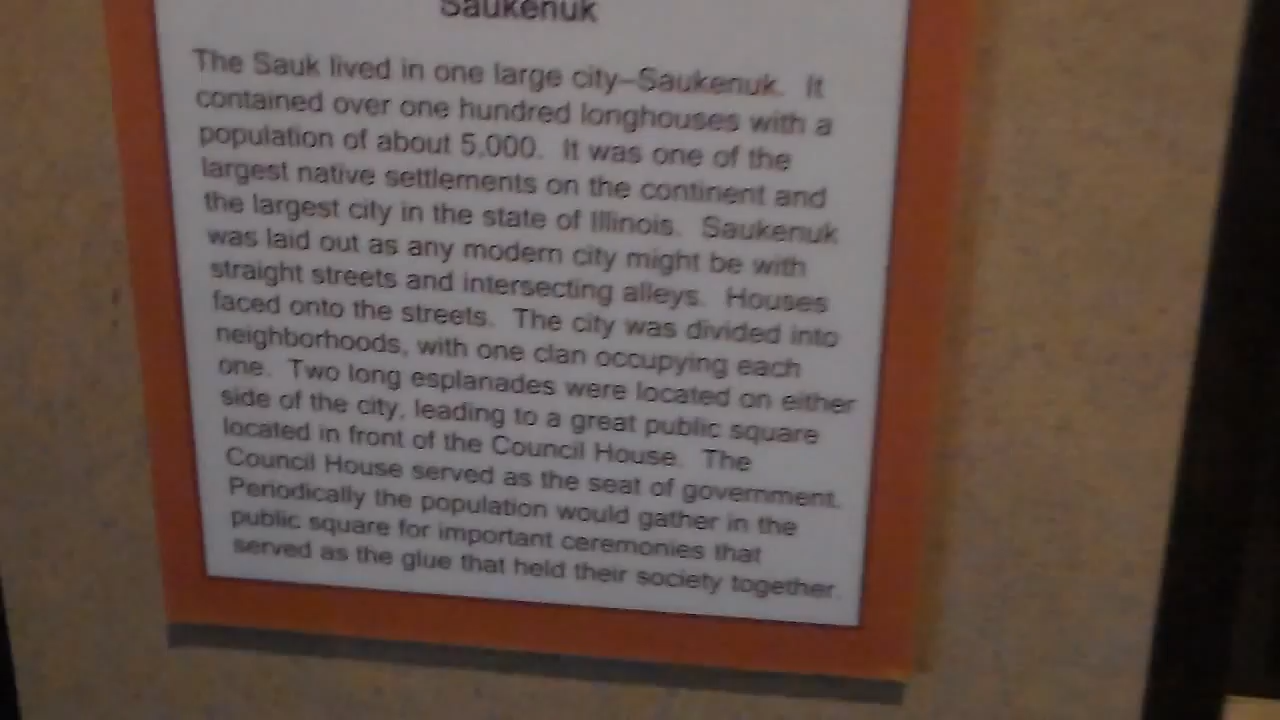 Saukenuk
The Sauk lived in one large city–Saukenuk. It
contained over one hundred longhouses with a
population of about 5,000. It was one of the
largest native settlements on the continent and
the largest city in the state of Illinois. Saukenuk
was laid out as any modern city might be with
straight streets and intersecting alleys. Houses
faced onto the streets. The city was divided into
neighborhoods, with one clan occupying each
one. Two long esplanades were located on either
side of the city, leading to a great public square
located in front of the Council House. The
Council House served as the seat of government.
Periodically the population would gather in the
public square for important ceremonies that
served as the glue that held their society together.